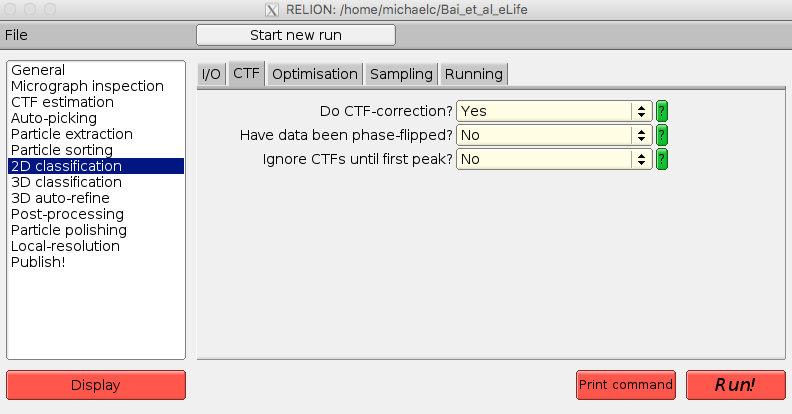 RELION: /home/michaelc/Bai_et_al_eLife
File
Start new run
General
Micrograph inspection
CTF estimation
Auto-picking
Particle extraction
Particle sorting
2D classification
3D classification
3D auto-refine
Post-processing
Particle polishing
Local-resolution
Publish!
I/O CTF Optimisation Sampling Running
Do CTF-correction? Yes ?
Have data been phase-flipped? No ?
Ignore CTFs until first peak? No ?
Display
Print command
Run!